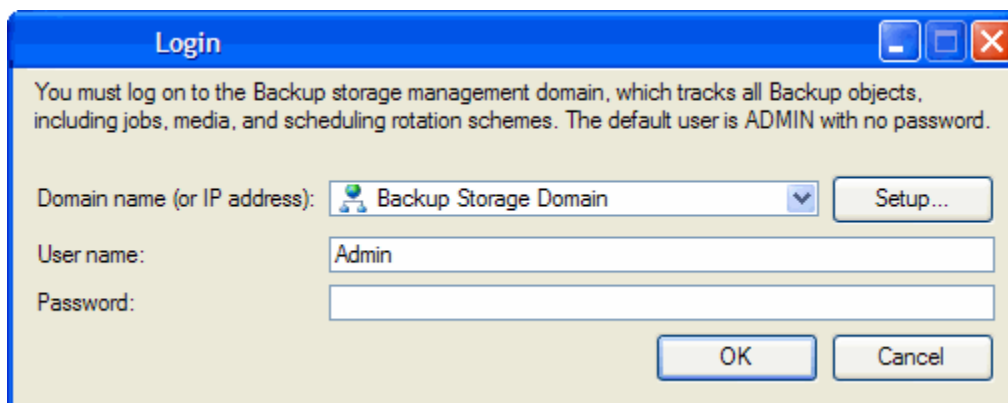 Login
You must log on to the Backup storage management domain, which tracks all Backup objects,
including jobs, media, and scheduling rotation schemes. The default user is ADMIN with no password.
Domain name (or IP address): Backup Storage Domain Setup...
User name: Admin
Password:
OK Cancel